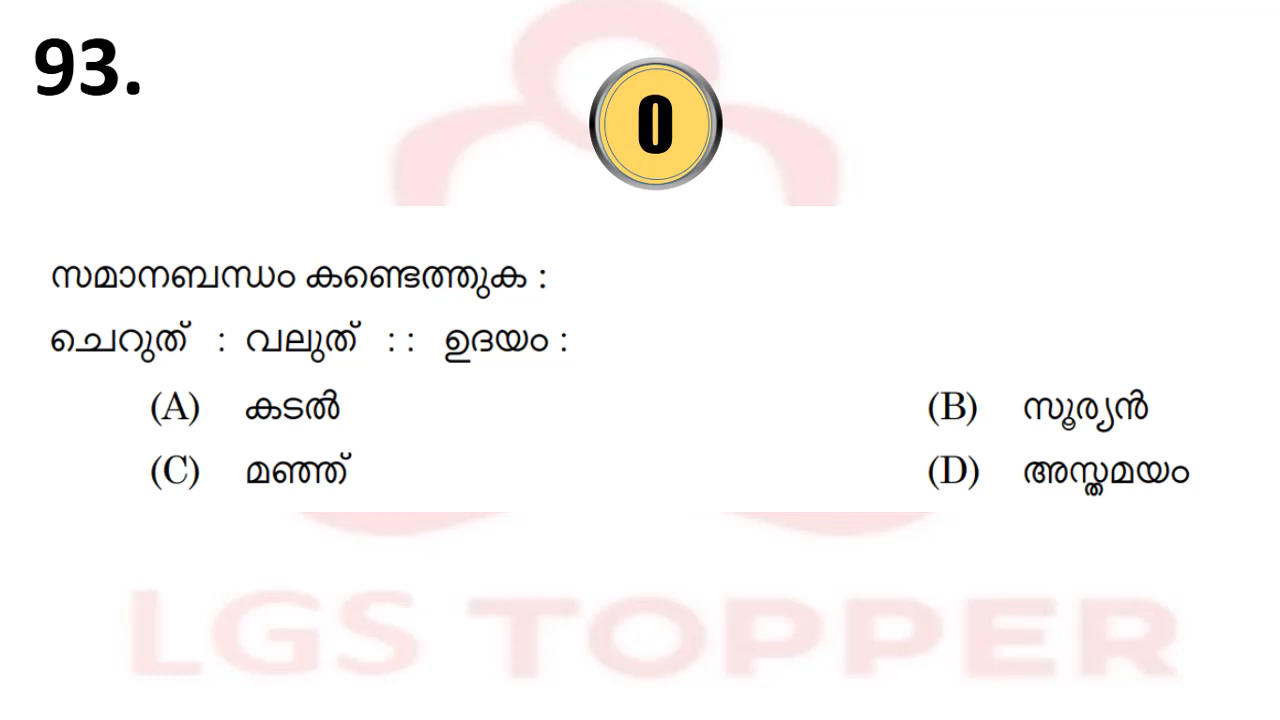 93.
0
സമാനബന്ധം കണ്ടെത്തുക :
ചെറുത് : വലുത് : : ഉദയം :
(A) കടൽ (B) സൂര്യൻ
(C) മഞ്ഞ് (D) അസ്തമയം
LGS TOPPER